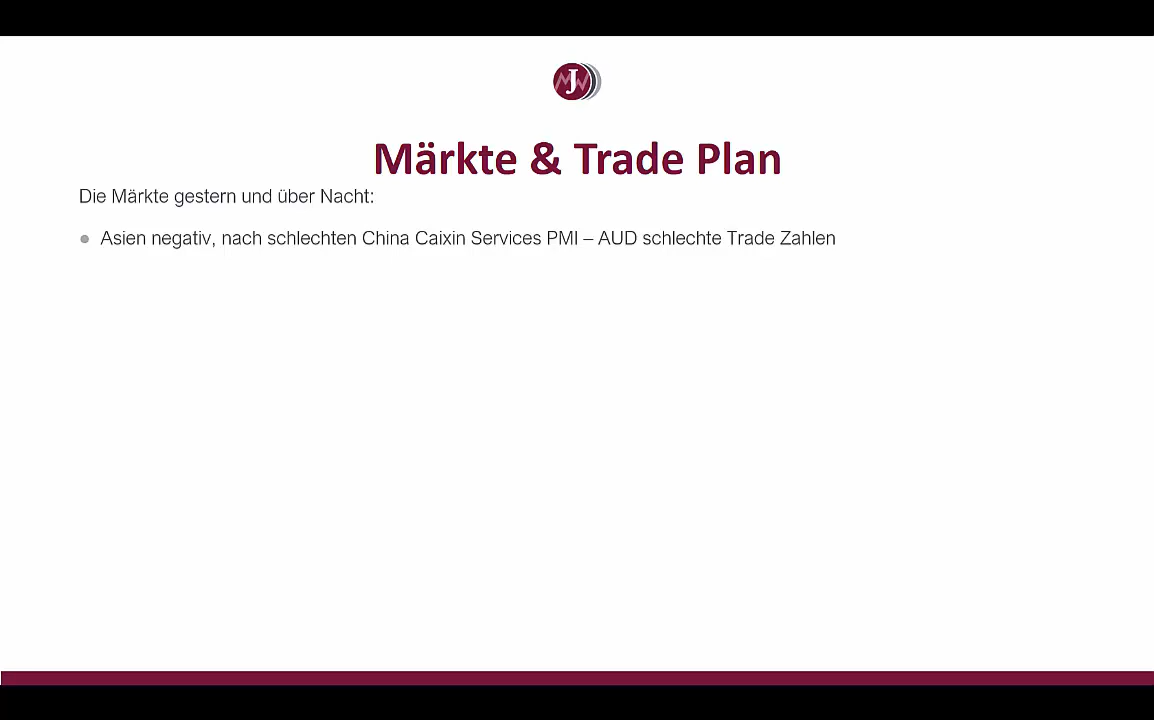 J
Märkte & Trade Plan
Die Märkte gestern und über Nacht:
Asien negativ, nach schlechten China Caixin Services PMI – AUD schlechte Trade Zahlen